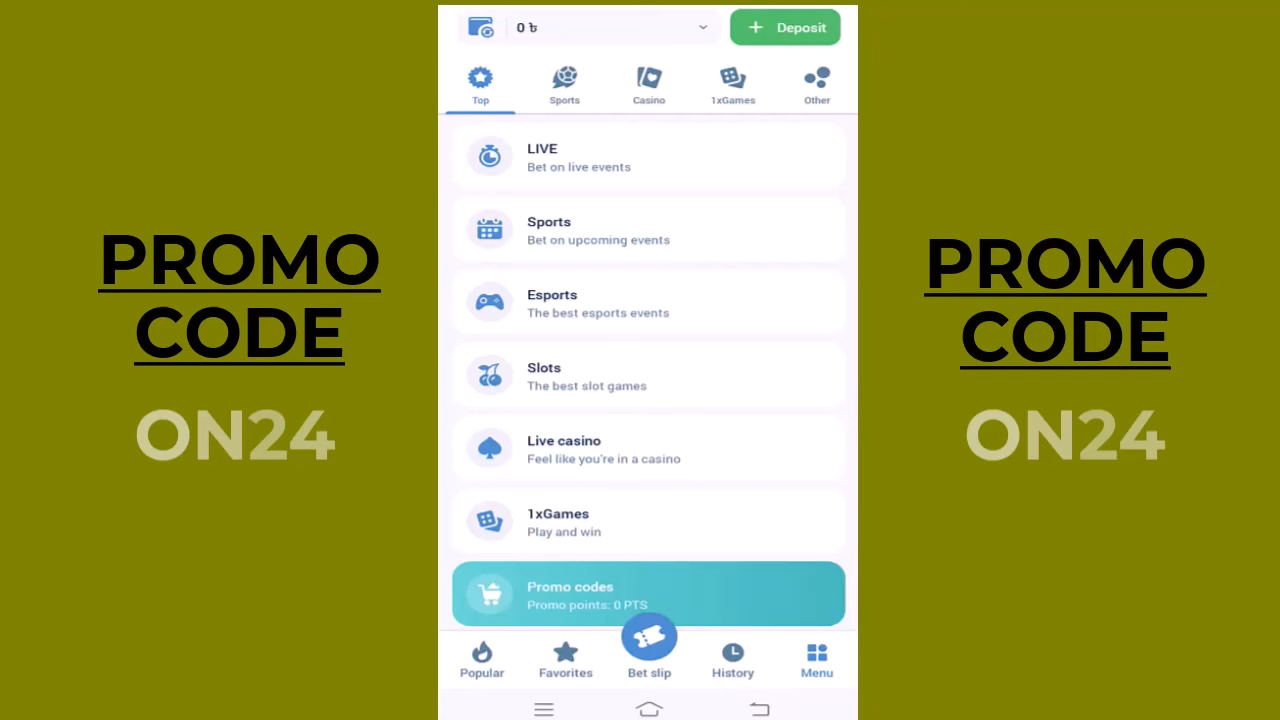 0 ৳
Deposit
Top
Sports
Casino
1xGames
Other
LIVE
Bet on live events
Sports
Bet on upcoming events
Esports
The best esports events
Slots
The best slot games
Live casino
Feel like you're in a casino
1xGames
Play and win
Promo codes
Promo points: 0 PTS
Popular
Favorites
Bet slip
History
Menu
PROMO
CODE
ON24
PROMO
CODE
ON24